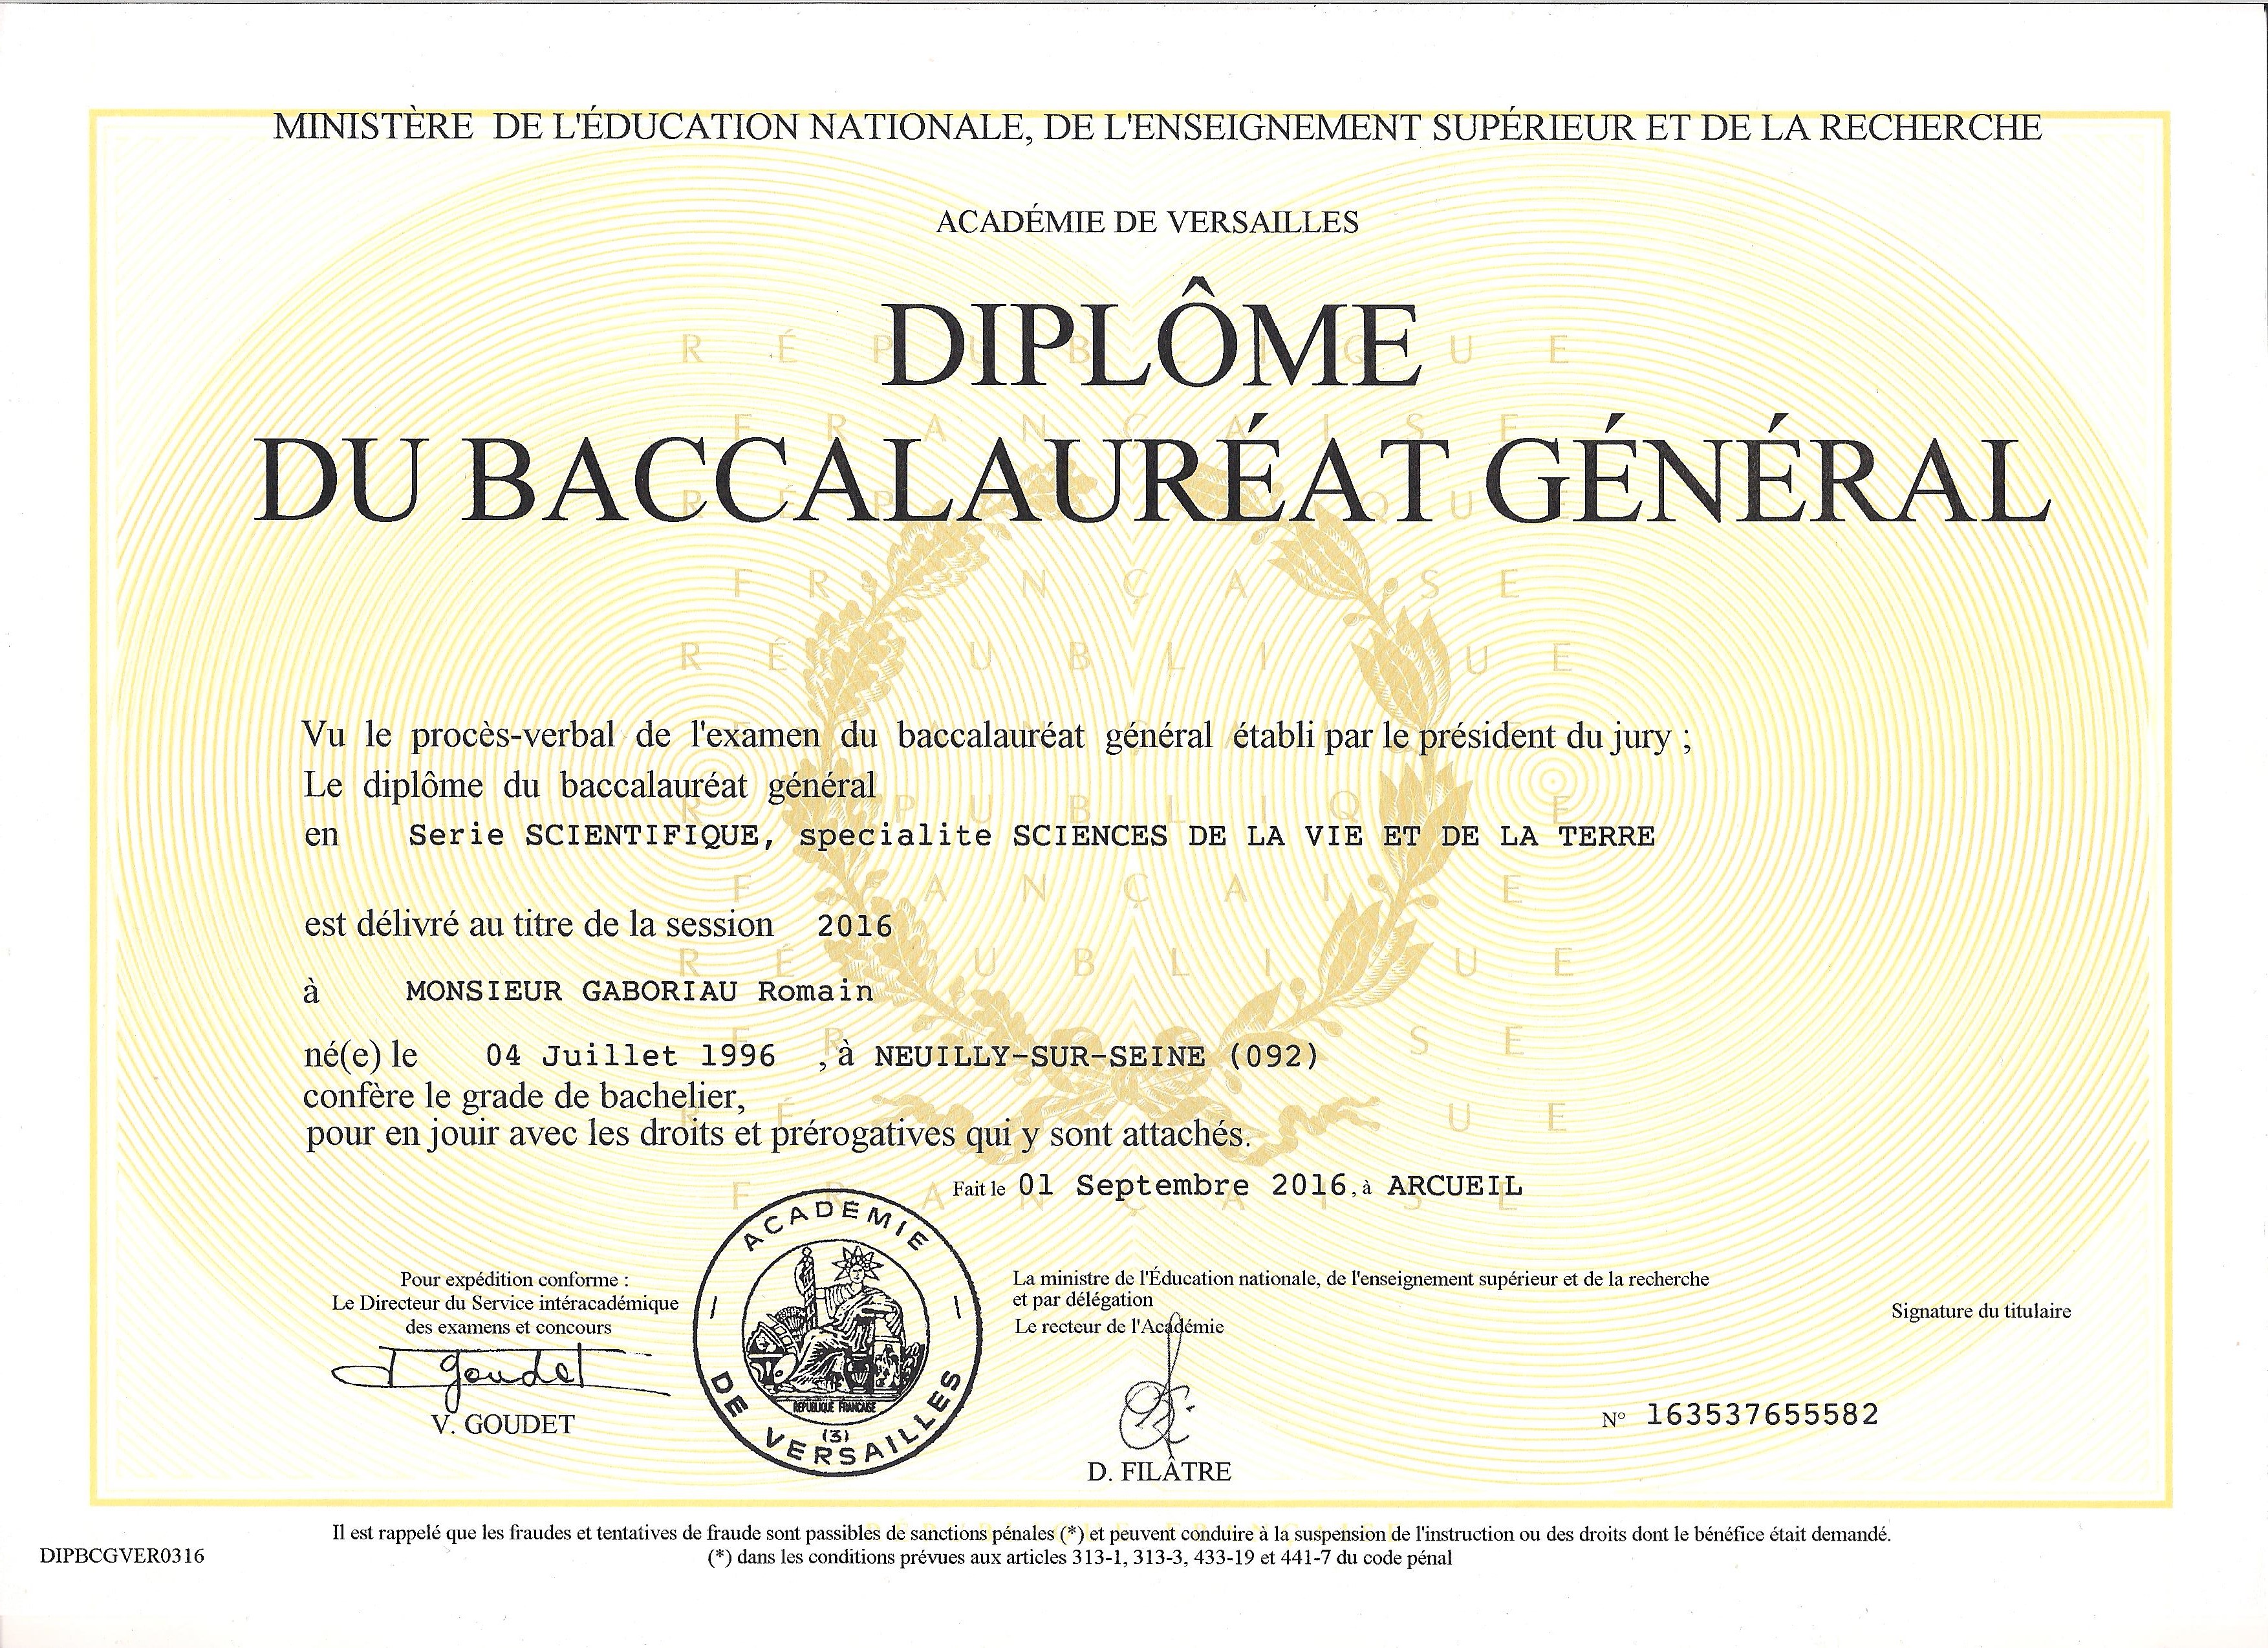 MINISTÈRE DE L'ÉDUCATION NATIONALE, DE L'ENSEIGNEMENT SUPÉRIEUR ET DE LA RECHERCHE
ACADÉMIE DE VERSAILLES
DIPLÔME
DU BACCALAURÉAT GÉNÉRAL
RÉPUBLIQUE
FRANÇAISE
Vu le procès-verbal de l'examen du baccalauréat général établi par le président du jury ;
Le diplôme du baccalauréat général
en Serie SCIENTIFIQUE, specialite SCIENCES DE LA VIE ET DE LA TERRE
est délivré au titre de la session 2016
à MONSIEUR GABORIAU Romain
né(e) le 04 Juillet 1996 , à NEUILLY-SUR-SEINE (092)
confère le grade de bachelier,
pour en jouir avec les droits et prérogatives qui y sont attachés.
Fait le 01 Septembre 2016, à ARCUEIL
Pour expédition conforme :
Le Directeur du Service intéracadémique
des examens et concours
Goudet
V. GOUDET
ACADEMIE
DE VERSAILLES
REPUBLIQUE FRANCAISE
(3)
La ministre de l'Éducation nationale, de l'enseignement supérieur et de la recherche
et par délégation
Le recteur de l'Académie
D. FILÂTRE
Signature du titulaire
N° 163537655582
Il est rappelé que les fraudes et tentatives de fraude sont passibles de sanctions pénales (*) et peuvent conduire à la suspension de l'instruction ou des droits dont le bénéfice était demandé.
(*) dans les conditions prévues aux articles 313-1, 313-3, 433-19 et 441-7 du code pénal
DIPBCGVER0316